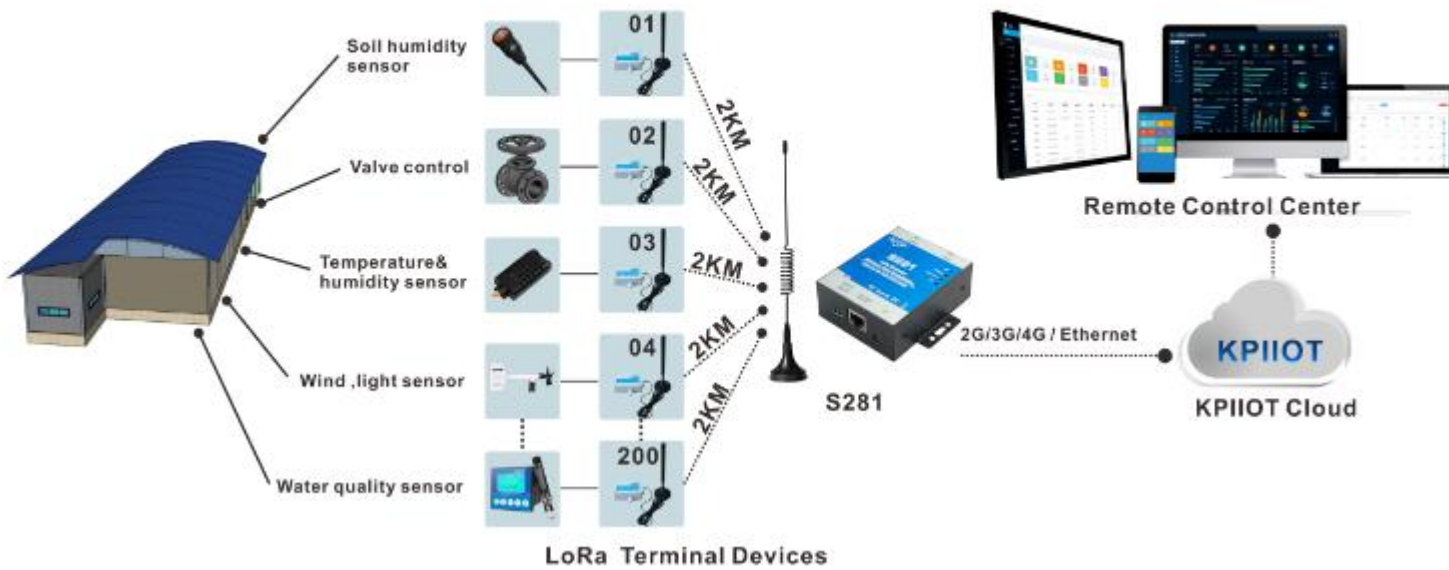 Soil humidity
sensor
Valve control
Temperature&
humidity sensor
Wind ,light sensor
Water quality sensor
01
02
03
04
200
2KM
2KM
2KM
2KM
2KM
LoRa Terminal Devices
S281
S281
2G/3G/4G / Ethernet
Remote Control Center
KPIIOT
KPIIOT Cloud